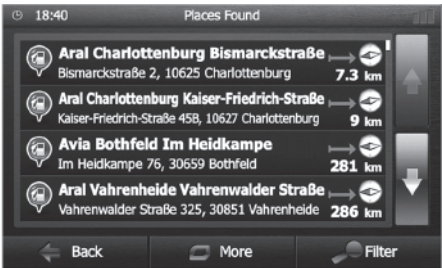 18:40 Places Found
Aral Charlottenburg Bismarckstraße
Bismarckstraße 2, 10625 Charlottenburg 7.3 km
Aral Charlottenburg Kaiser-Friedrich-Straße
Kaiser-Friedrich-Straße 45B, 10627 Charlottenburg 9 km
Avia Bothfeld Im Heidkampe
Im Heidkampe 76, 30659 Bothfeld 281 km
Aral Vahrenheide Vahrenwalder Straße
Vahrenwalder Straße 325, 30851 Vahrenheide 286 km
Back More Filter